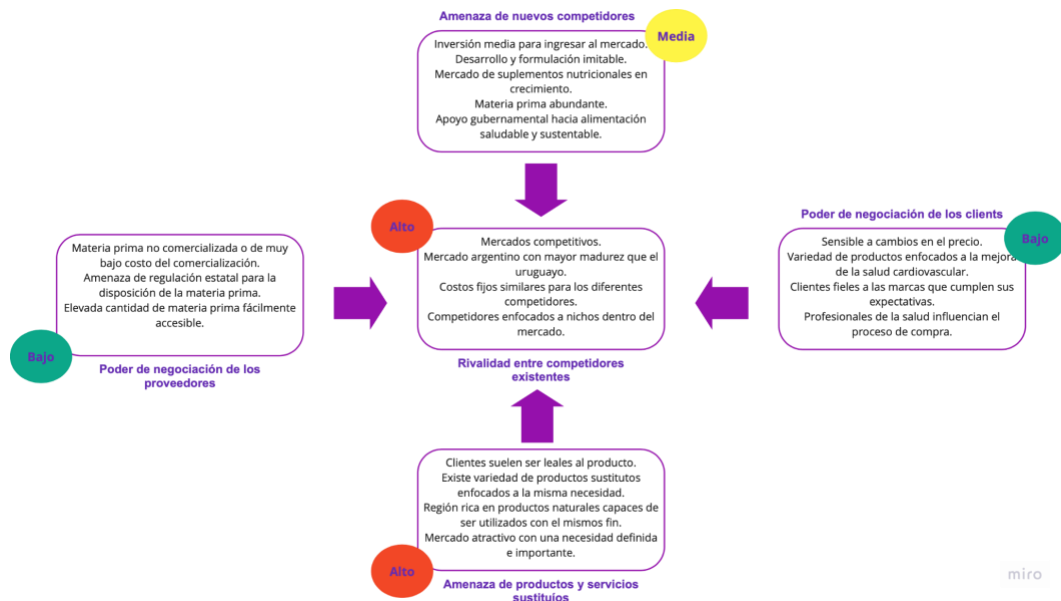 Amenaza de nuevos competidores
Media
Inversión media para ingresar al mercado.
Desarrollo y formulación imitable.
Mercado de suplementos nutricionales en
crecimiento.
Materia prima abundante.
Apoyo gubernamental hacia alimentación
saludable y sustentable.
Materia prima no comercializada o de muy
bajo costo del comercialización.
Amenaza de regulación estatal para la
disposición de la materia prima.
Elevada cantidad de materia prima fácilmente
accesible.
Bajo
Poder de negociación de los
proveedores
Alto
Mercados competitivos.
Mercado argentino con mayor madurez que el
uruguayo.
Costos fijos similares para los diferentes
competidores.
Competidores enfocados a nichos dentro del
mercado.
Rivalidad entre competidores
existentes
Poder de negociación de los clients
Bajo
Sensible a cambios en el precio.
Variedad de productos enfocados a la mejora
de la salud cardiovascular.
Clientes fieles a las marcas que cumplen sus
expectativas.
Profesionales de la salud influencian el
proceso de compra.
Clientes suelen ser leales al producto.
Existe variedad de productos sustitutos
enfocados a la misma necesidad.
Región rica en productos naturales capaces de
ser utilizados con el mismos fin.
Mercado atractivo con una necesidad definida
e importante.
Alto
Amenaza de productos y servicios
sustituíos
miro